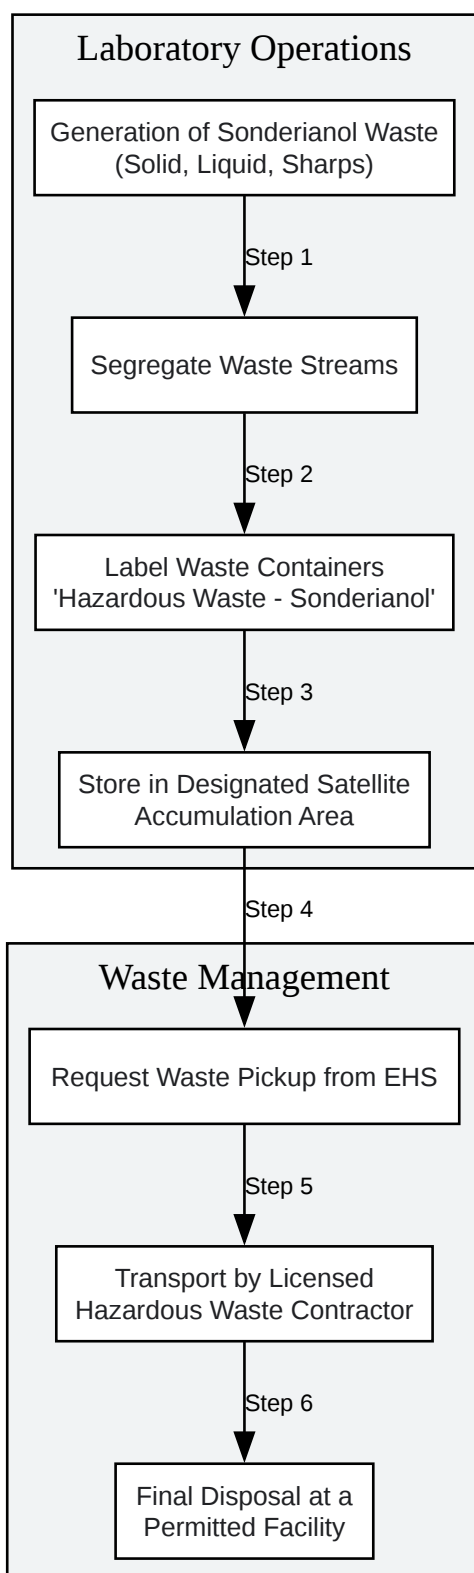 Laboratory Operations
Generation of Sonderianol Waste
(Solid, Liquid, Sharps)
Step 1
Segregate Waste Streams
Step 2
Label Waste Containers
'Hazardous Waste - Sonderianol'
Step 3
Store in Designated Satellite
Accumulation Area
Step 4
Waste Management
Request Waste Pickup from EHS
Step 5
Transport by Licensed
Hazardous Waste Contractor
Step 6
Final Disposal at a
Permitted Facility